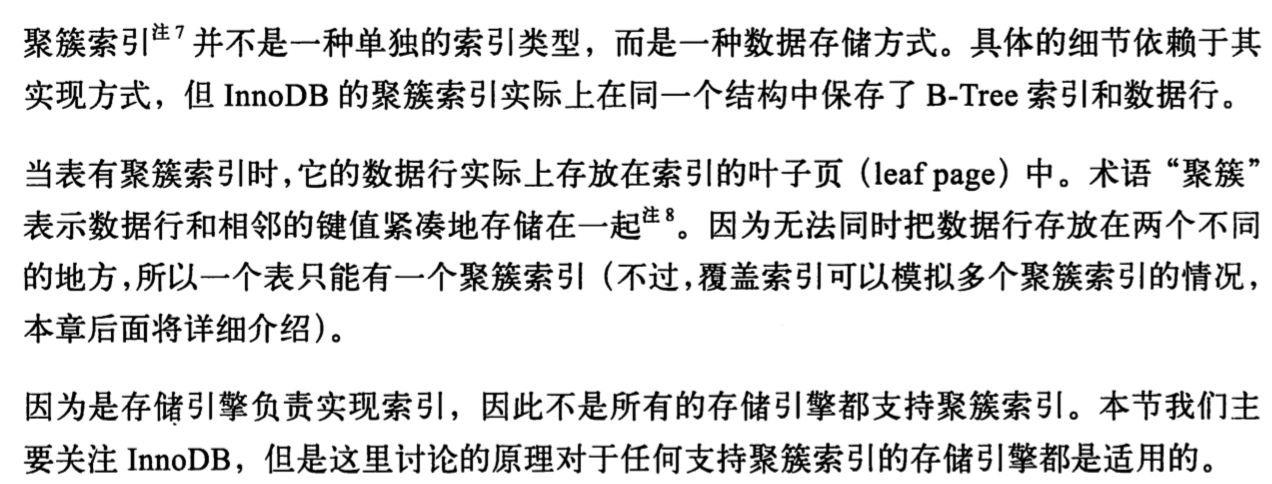 聚簇索引注7并不是一种单独的索引类型，而是一种数据存储方式。具体的细节依赖于其
实现方式，但 InnoDB 的聚簇索引实际上在同一个结构中保存了 B-Tree 索引和数据行。
当表有聚簇索引时，它的数据行实际上存放在索引的叶子页（leaf page）中。术语“聚簇”
表示数据行和相邻的键值紧凑地存储在一起注8。因为无法同时把数据行存放在两个不同
的地方，所以一个表只能有一个聚簇索引（不过，覆盖索引可以模拟多个聚簇索引的情况，
本章后面将详细介绍）。
因为是存储引擎负责实现索引，因此不是所有的存储引擎都支持聚簇索引。本节我们主
要关注 InnoDB，但是这里讨论的原理对于任何支持聚簇索引的存储引擎都是适用的。